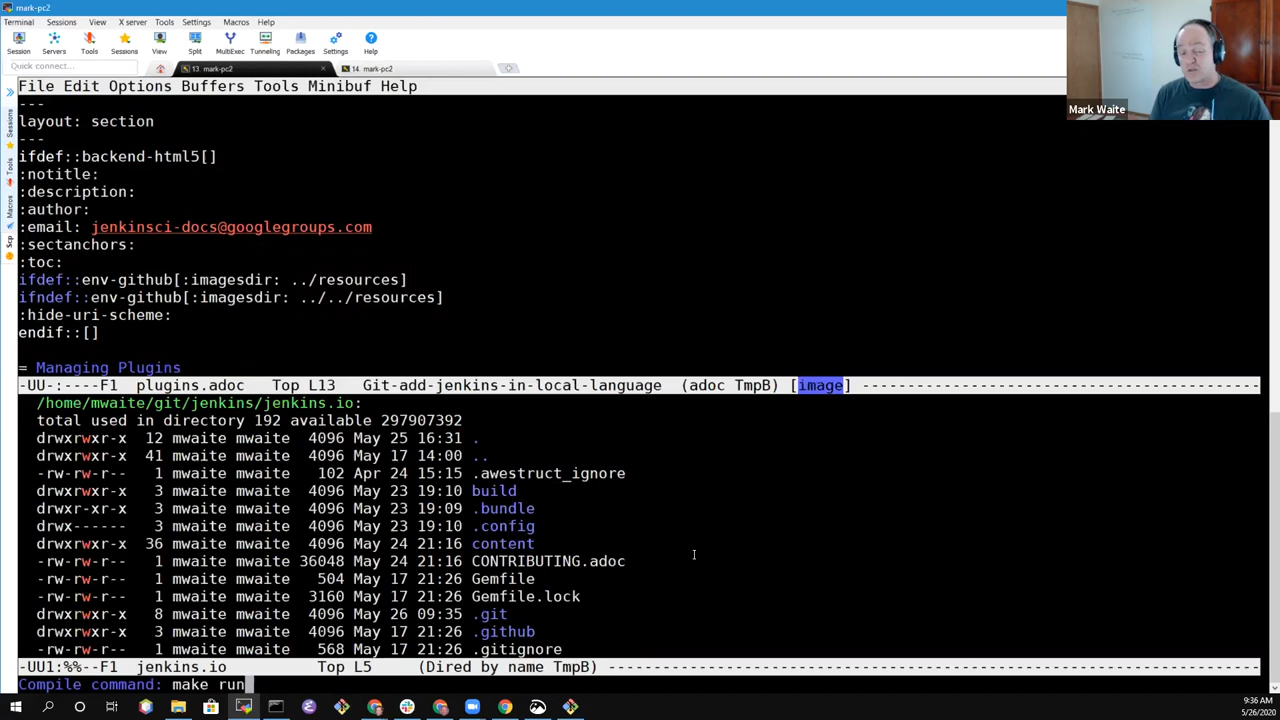 mark-pc2
Terminal Sessions View X server Tools Settings Macros Help
Session Servers Tools Sessions View Split MultiExec Tunneling Packages Settings Help
Quick connect...
13. mark-pc2
14. mark-pc2
Mark Waite
Sessions
Tools
Macros
Scp
File Edit Options Buffers Tools Minibuf Help
---
layout: section
---
ifdef::backend-html5[]
:notitle:
:description:
:author:
:email: jenkinsci-docs@googlegroups.com
:sectanchors:
:toc:
ifdef::env-github[:imagesdir: ../resources]
ifndef::env-github[:imagesdir: ../../resources]
:hide-uri-scheme:
endif::[]
= Managing Plugins
-UU-:----F1 plugins.adoc Top L13 Git-add-jenkins-in-local-language (adoc TmpB) [image] --------------------------------------------
/home/mwaite/git/jenkins/jenkins.io:
total used in directory 192 available 297907392
drwxrwxr-x 12 mwaite mwaite 4096 May 25 16:31 .
drwxrwxr-x 41 mwaite mwaite 4096 May 17 14:00 ..
-rw-rw-r-- 1 mwaite mwaite 102 Apr 24 15:15 .awestruct_ignore
drwxrwxr-x 3 mwaite mwaite 4096 May 23 19:10 build
drwxr-xr-x 3 mwaite mwaite 4096 May 23 19:09 .bundle
drwx------ 3 mwaite mwaite 4096 May 23 19:10 .config
drwxrwxr-x 36 mwaite mwaite 4096 May 24 21:16 content
-rw-rw-r-- 1 mwaite mwaite 36048 May 24 21:16 CONTRIBUTING.adoc
-rw-rw-r-- 1 mwaite mwaite 504 May 17 21:26 Gemfile
-rw-rw-r-- 1 mwaite mwaite 3160 May 17 21:26 Gemfile.lock
drwxrwxr-x 8 mwaite mwaite 4096 May 26 09:35 .git
drwxrwxr-x 3 mwaite mwaite 4096 May 17 21:26 .github
-rw-rw-r-- 1 mwaite mwaite 568 May 17 21:26 .gitignore
-UU1:%%--F1 jenkins.io Top L5 (Dired by name TmpB) --------------------------------------------------------------------------
Compile command: make run
9:36 AM
5/26/2020